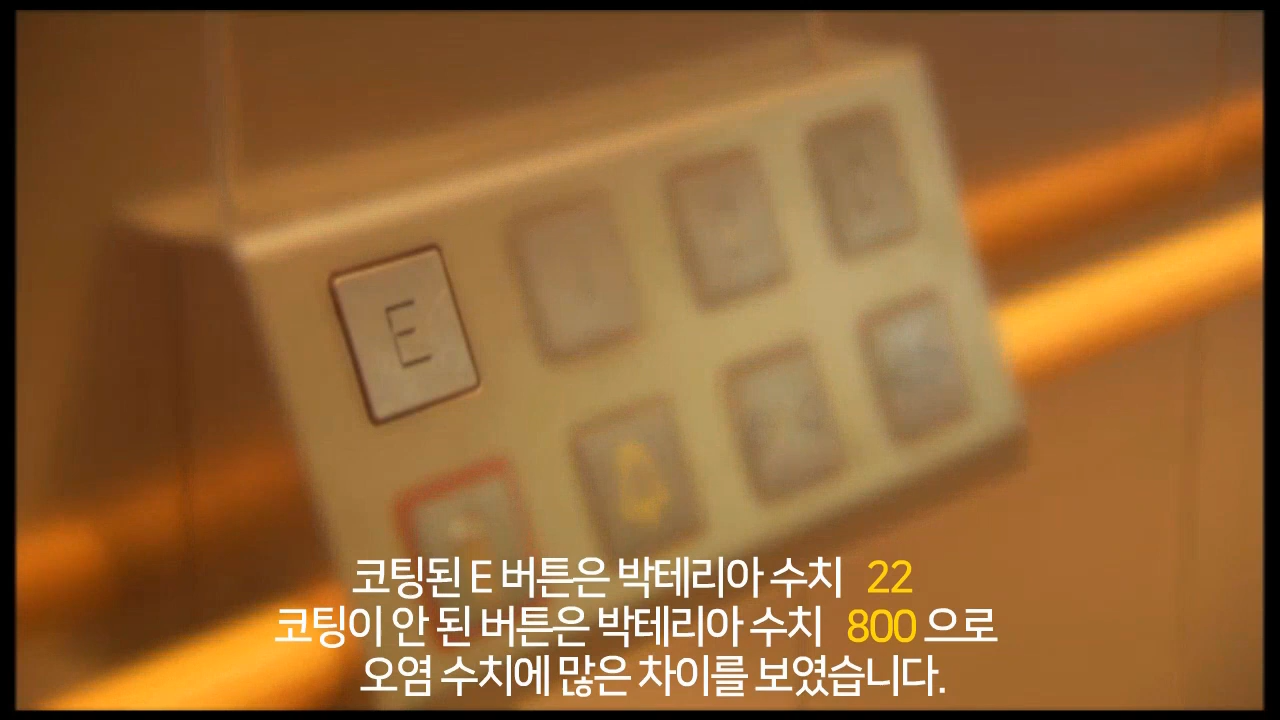 E
코팅된 E 버튼은 박테리아 수치 22
코팅이 안 된 버튼은 박테리아 수치 800 으로
오염 수치에 많은 차이를 보였습니다.